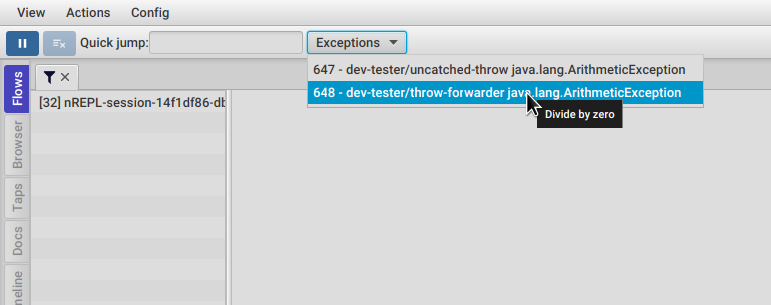 View Actions Config
Quick jump: Exceptions
647 - dev-tester/uncatched-throw java.lang.ArithmeticException
648 - dev-tester/throw-forwarder java.lang.ArithmeticException
Divide by zero
[32] nREPL-session-14f1df86-db
Flows
Browser
Taps
Docs
meline